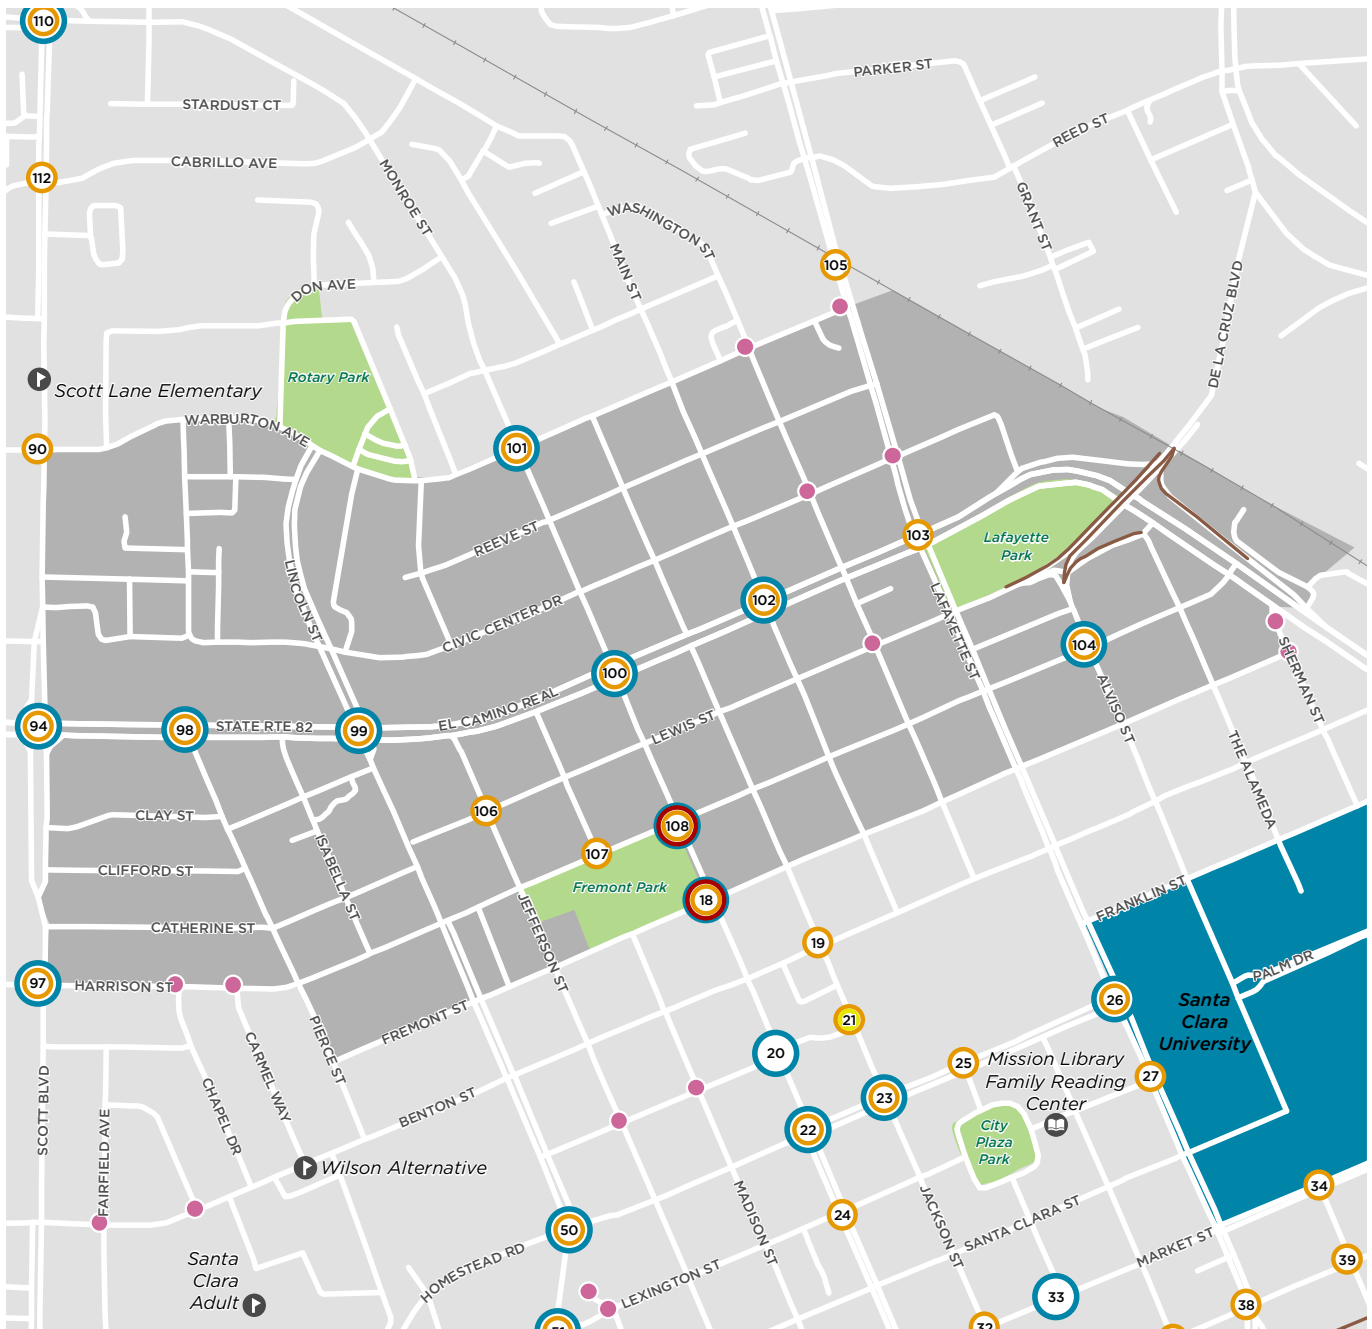 110
PARKER ST
STARDUST CT
REED ST
CABRILLO AVE
112
MONROE ST
WASHINGTON ST
GRANT ST
MAIN ST
105
DE LA CRUZ BLVD
DON AVE
Rotary Park
Scott Lane Elementary
WARBURTON AVE
90
101
REEVE ST
103
Lafayette
Park
LINCOLN ST
CIVIC CENTER DR
102
LAFAYETTE ST
104
SHERMAN ST
100
ALVISO ST
EL CAMINO REAL
94
98
STATE RTE 82
99
LEWIS ST
THE ALAMEDA
106
CLAY ST
108
107
ISABELLA ST
CLIFFORD ST
Fremont Park
18
FRANKLIN ST
JEFFERSON ST
CATHERINE ST
19
PALM DR
97
HARRISON ST
26
Santa
Clara
University
21
FREMONT ST
PIERCE ST
CARMEL WAY
20
25
Mission Library
Family Reading
Center
27
SCOTT BLVD
CHAPEL DR
BENTON ST
23
22
City
Plaza
Park
FAIRFIELD AVE
Wilson Alternative
34
MADISON ST
JACKSON ST
24
50
SANTA CLARA ST
MARKET ST
Santa
Clara
Adult
HOMESTEAD RD
LEXINGTON ST
39
33
38
32
51